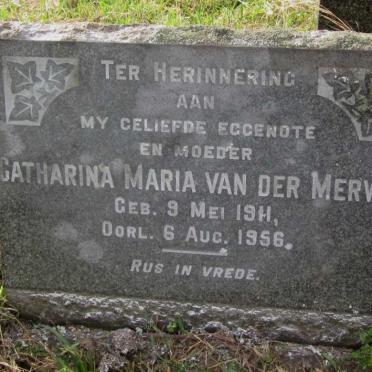 TER HERINNERING
AAN
MY GELIEFDE EGGENOTE
EN MOEDER
CATHARINA MARIA VAN DER MERW
GEB. 9 MEI 1911,
OORL. 6 AUG. 1956.
RUS IN VREDE.